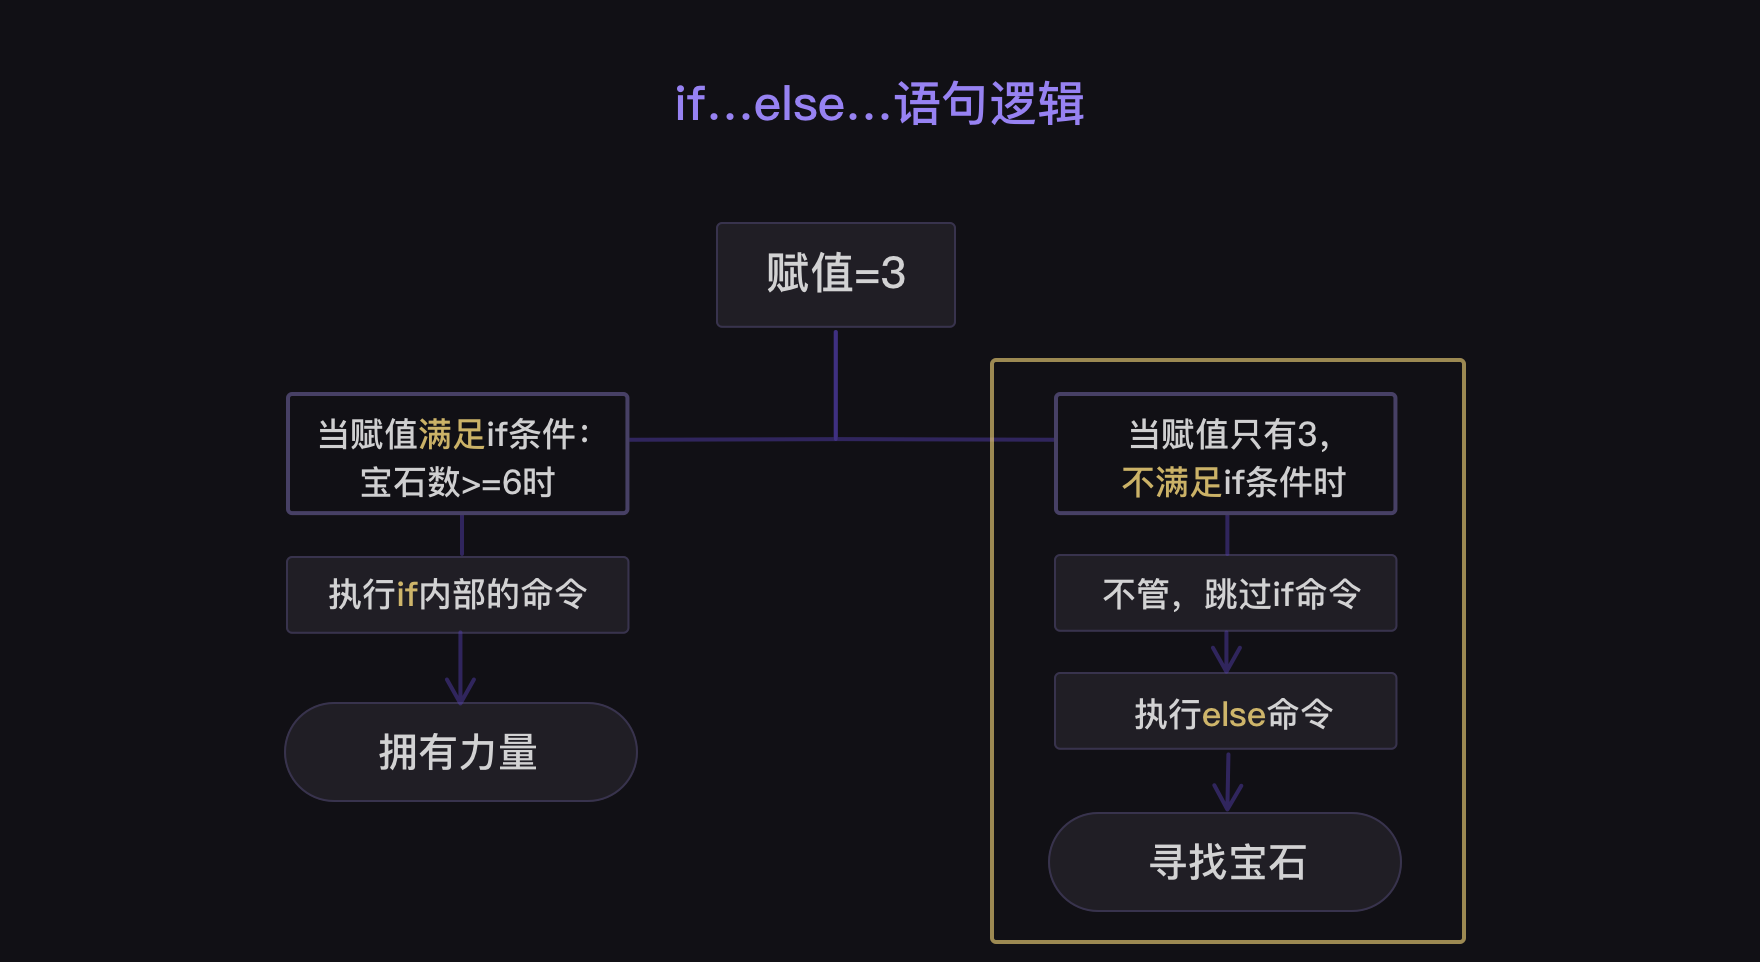 if...else...语句逻辑
赋值=3
当赋值满足if条件：
宝石数>=6时
执行if内部的命令
拥有力量
当赋值只有3，
不满足if条件时
不管，跳过if命令
执行else命令
寻找宝石